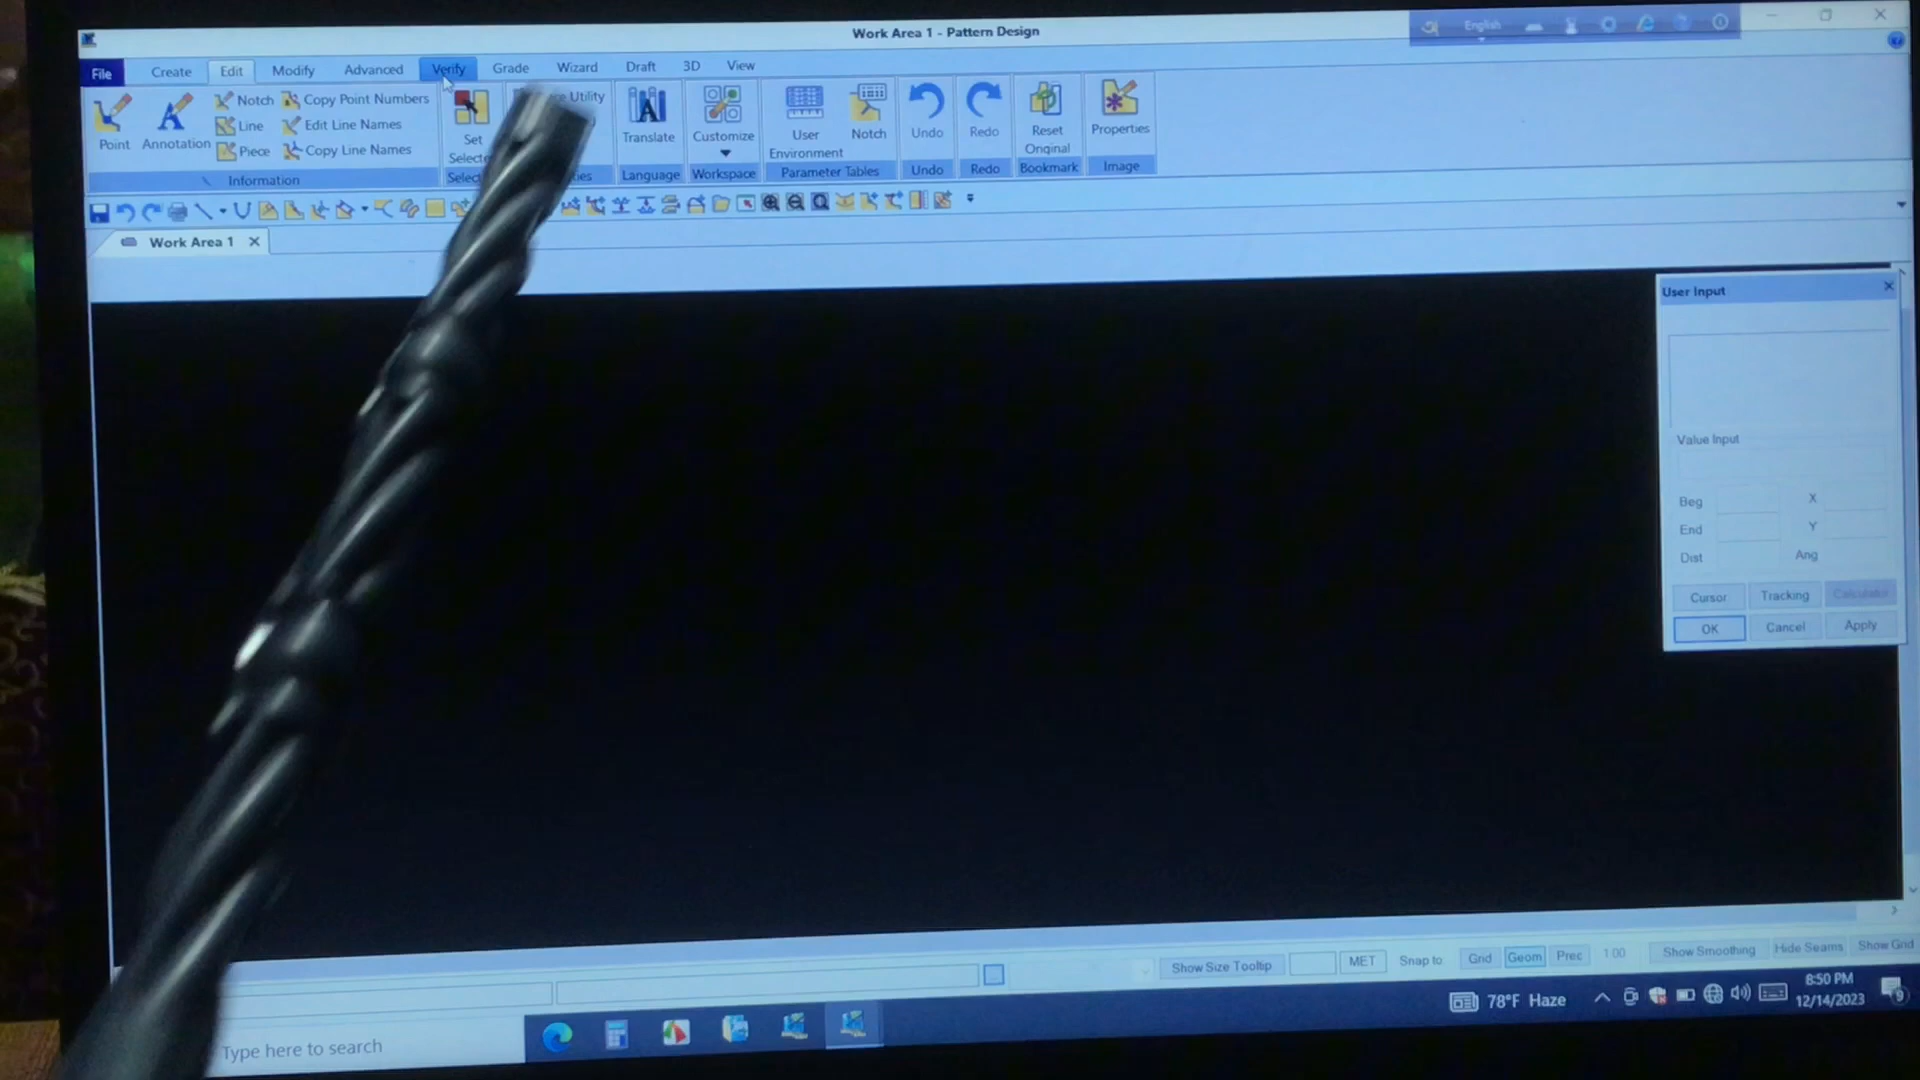 Work Area 1 - Pattern Design
English
File Create Edit Modify Advanced Verify Grade Wizard Draft 3D View
Point
Annotation
Notch
Line
Piece
Copy Point Numbers
Edit Line Names
Copy Line Names
Information
Set
Utility
Translate
Language
Customize
Workspace
User
Environment
Notch
Parameter Tables
Undo
Undo
Redo
Redo
Reset
Original
Bookmark
Properties
Image
Work Area 1
User Input
Value Input
Beg X
End Y
Dist Ang
Cursor Tracking Calculator
OK Cancel Apply
Show Size Tooltip MET Snap to Grid Geom Prec 1.00 Show Smoothing Hide Seams Show Grid
Type here to search
78°F Haze
8:50 PM
12/14/2023
9